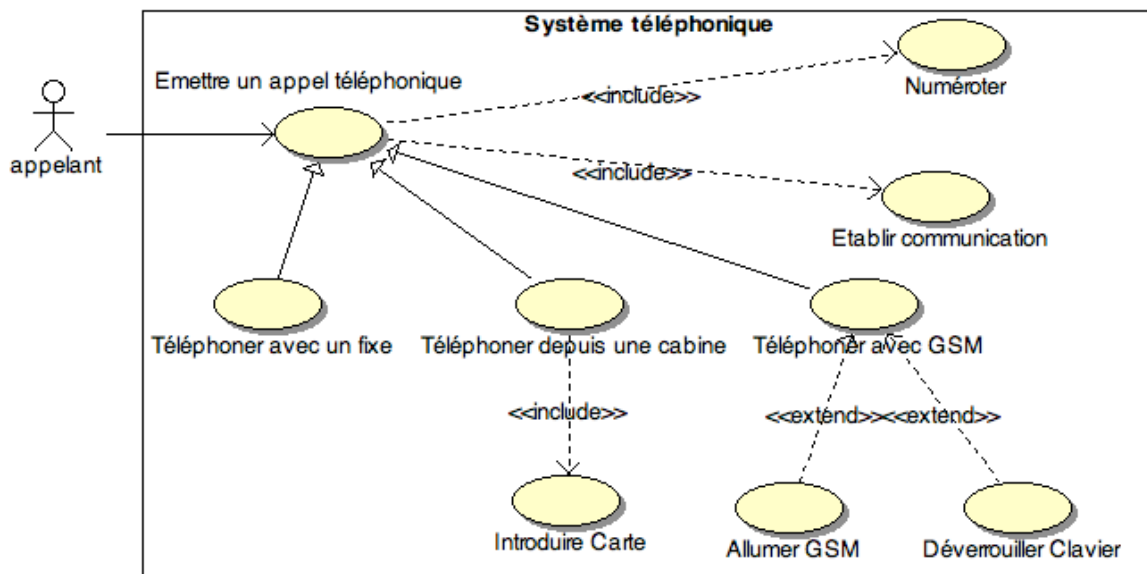 Système téléphonique
Emettre un appel téléphonique
Numéroter
<<include>>
appelant
<<include>>
Etablir communication
Téléphoner avec un fixe
Téléphoner depuis une cabine
Téléphoner avec GSM
<<include>>
<<extend>>
<<extend>>
Introduire Carte
Allumer GSM
Déverrouiller Clavier